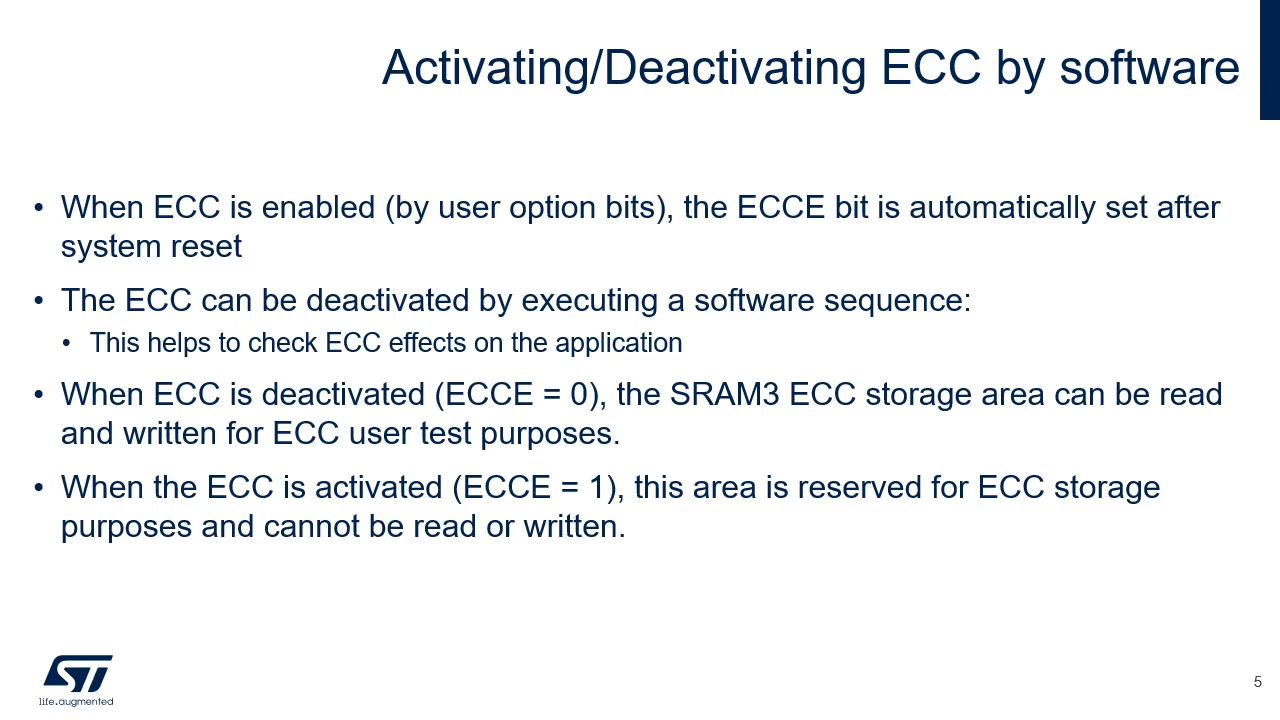 Activating/Deactivating ECC by software
• When ECC is enabled (by user option bits), the ECCE bit is automatically set after
system reset
• The ECC can be deactivated by executing a software sequence:
• This helps to check ECC effects on the application
• When ECC is deactivated (ECCE = 0), the SRAM3 ECC storage area can be read
and written for ECC user test purposes.
• When the ECC is activated (ECCE = 1), this area is reserved for ECC storage
purposes and cannot be read or written.
ST
life.augmented
5